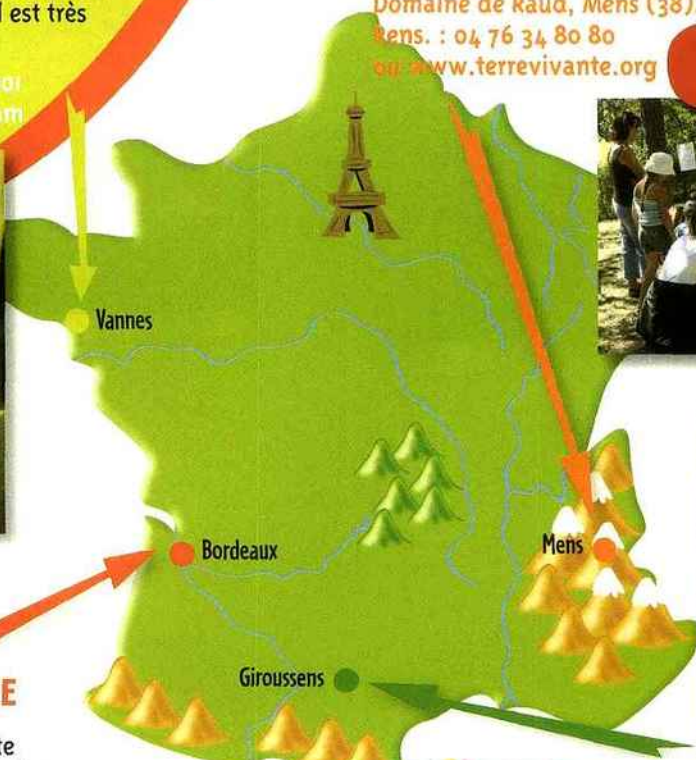 l est très
Domaine de Raud, Mens (38)
Rens. : 04 76 34 80 80
ou www.terrevivante.org
Vannes
Bordeaux
Mens
Giroussens
E
te